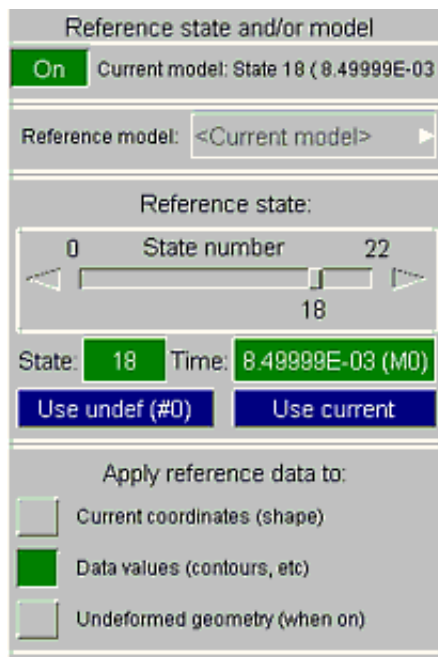 Reference state and/or model
On Current model: State 18 ( 8.49999E-03
Reference model: <Current model>
Reference state:
0 State number 22
18
State: 18 Time: 8.49999E-03 (M0)
Use undef (#0) Use current
Apply reference data to:
Current coordinates (shape)
Data values (contours, etc)
Undeformed geometry (when on)